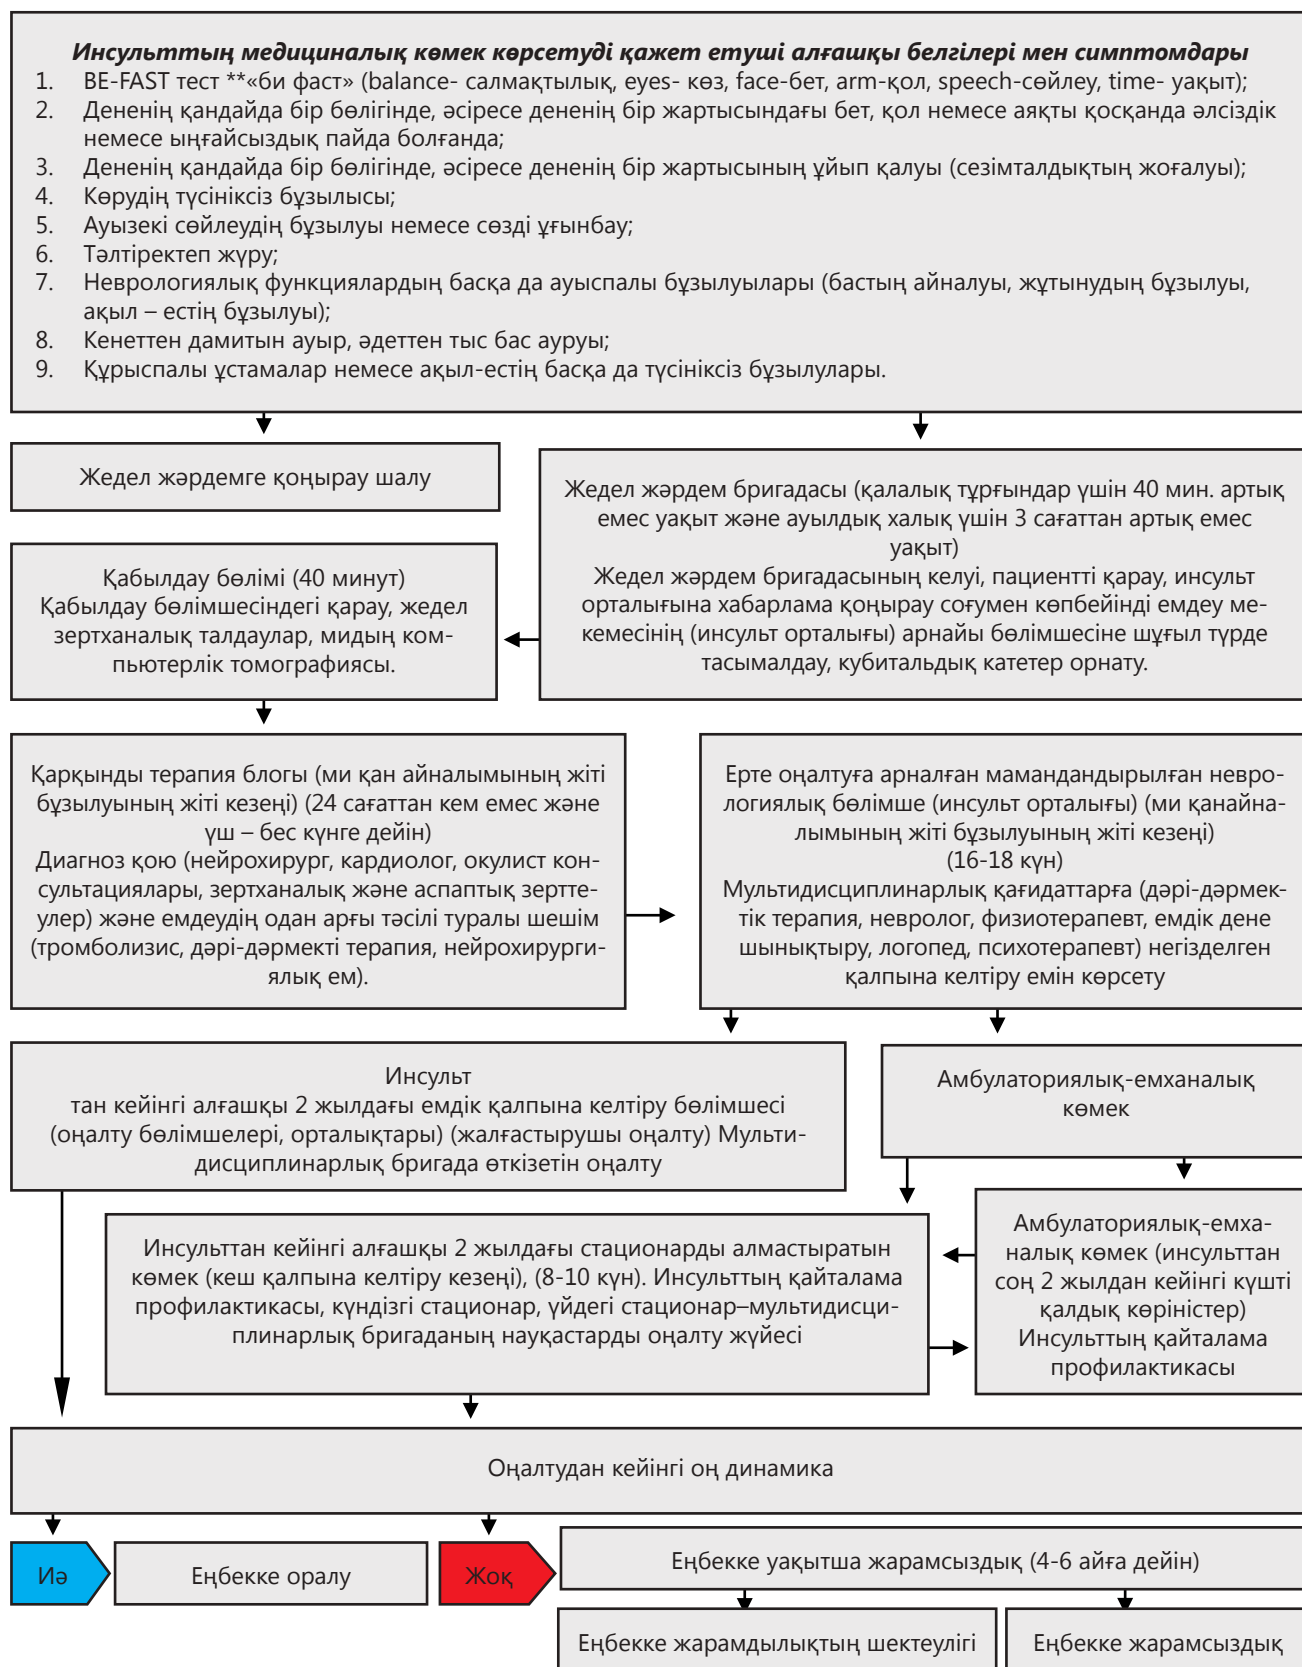 Инсульттың медициналық көмек көрсетуді қажет етуші алғашқы белгілері мен симптомдары
1. BE-FAST тест **«би фаст» (balance- салмақтылық, eyes- көз, face-бет, arm-қол, speech-сөйлеу, time- уақыт);
2. Дененің қандайда бір бөлігінде, әсіресе дененің бір жартысындағы бет, қол немесе аяқты қосқанда әлсіздік
немесе ыңғайсыздық пайда болғанда;
3. Дененің қандайда бір бөлігінде, әсіресе дененің бір жартысының ұйып қалуы (сезімталдықтың жоғалуы);
4. Көрудің түсініксіз бұзылысы;
5. Ауызекі сөйлеудің бұзылуы немесе сөзді ұғынбау;
6. Тәлтіректеп жүру;
7. Неврологиялық функциялардың басқа да ауыспалы бұзылуылары (бастың айналуы, жұтынудың бұзылуы,
ақыл – естің бұзылуы);
8. Кенеттен дамитын ауыр, әдеттен тыс бас ауруы;
9. Құрыспалы ұстамалар немесе ақыл-естің басқа да түсініксіз бұзылулары.
Жедел жәрдемге қоңырау шалу
Жедел жәрдем бригадасы (қалалық тұрғындар үшін 40 мин. артық
емес уақыт және ауылдық халық үшін 3 сағаттан артық емес
уақыт)
Жедел жәрдем бригадасының келуі, пациентті қарау, инсульт
орталығына хабарлама қоңырау соғумен көпбейінді емдеу ме-
кемесінің (инсульт орталығы) арнайы бөлімшесіне шұғыл түрде
тасымалдау, кубитальдық катетер орнату.
Қабылдау бөлімі (40 минут)
Қабылдау бөлімшесіндегі қарау, жедел
зертханалық талдаулар, мидың ком-
пьютерлік томографиясы.
Қарқынды терапия блогы (ми қан айналымының жіті
бұзылуының жіті кезеңі) (24 сағаттан кем емес және
үш – бес күнге дейін)
Диагноз қою (нейрохирург, кардиолог, окулист кон-
сультациялары, зертханалық және аспаптық зертте-
улер) және емдеудің одан арғы тәсілі туралы шешім
(тромболизис, дәрі-дәрмекті терапия, нейрохирурги-
ялық ем).
Ерте оңалтуға арналған мамандандырылған невро-
логиялық бөлімше (инсульт орталығы) (ми қанайна-
лымының жіті бұзылуының жіті кезеңі)
(16-18 күн)
Мультидисциплинарлық қағидаттарға (дәрі-дәрмек-
тік терапия, невролог, физиотерапевт, емдік дене
шынықтыру, логопед, психотерапевт) негізделген
қалпына келтіру емін көрсету
Инсульт
тан кейінгі алғашқы 2 жылдағы емдік қалпына келтіру бөлімшесі
(оңалту бөлімшелері, орталықтары) (жалғастырушы оңалту) Мульти-
дисциплинарлық бригада өткізетін оңалту
Амбулаториялық-емханалық
көмек
Инсульттан кейінгі алғашқы 2 жылдағы стационарды алмастыратын
көмек (кеш қалпына келтіру кезеңі), (8-10 күн). Инсульттың қайталама
профилактикасы, күндізгі стационар, үйдегі стационар–мультидисци-
плинарлық бригаданың науқастарды оңалту жүйесі
Амбулаториялық-емха-
налық көмек (инсульттан
соң 2 жылдан кейінгі күшті
қалдық көріністер)
Инсульттың қайталама
профилактикасы
Оңалтудан кейінгі оң динамика
Иә
Еңбекке оралу
Жоқ
Еңбекке уақытша жарамсыздық (4-6 айға дейін)
Еңбекке жарамдылықтың шектеулігі
Еңбекке жарамсыздық